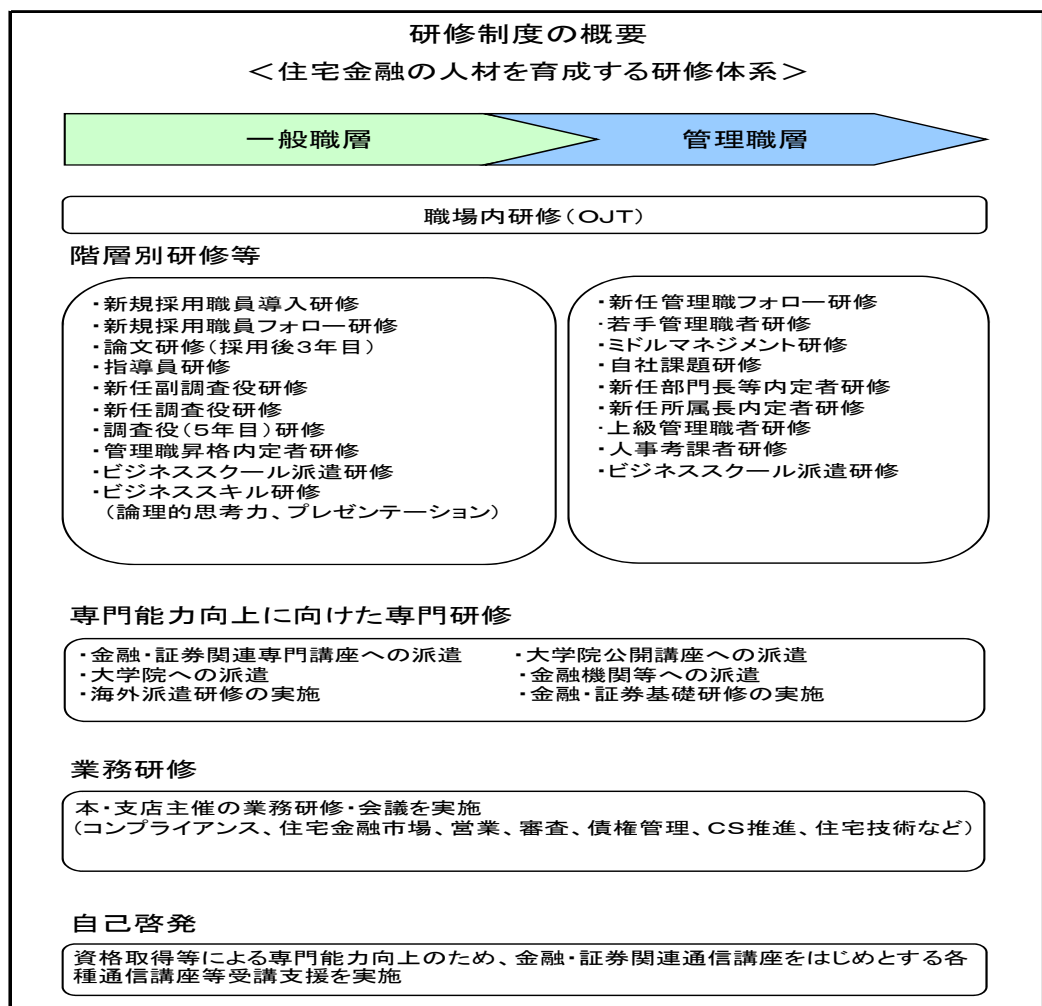 研修制度の概要
＜住宅金融の人材を育成する研修体系＞
一般職層
管理職層
職場内研修（ＯＪＴ）
階層別研修等
・新規採用職員導入研修
・新規採用職員フォロー研修
・論文研修（採用後３年目）
・指導員研修
・新任副調査役研修
・新任調査役研修
・調査役（５年目）研修
・管理職昇格内定者研修
・ビジネススクール派遣研修
・ビジネススキル研修
（論理的思考力、プレゼンテーション）
・新任管理職フォロー研修
・若手管理職者研修
・ミドルマネジメント研修
・自社課題研修
・新任部門長等内定者研修
・新任所属長内定者研修
・上級管理職者研修
・人事考課者研修
・ビジネススクール派遣研修
専門能力向上に向けた専門研修
・金融・証券関連専門講座への派遣
・大学院への派遣
・海外派遣研修の実施
・大学院公開講座への派遣
・金融機関等への派遣
・金融・証券基礎研修の実施
業務研修
本・支店主催の業務研修・会議を実施
（コンプライアンス、住宅金融市場、営業、審査、債権管理、ＣＳ推進、住宅技術など）
自己啓発
資格取得等による専門能力向上のため、金融・証券関連通信講座をはじめとする各
種通信講座等受講支援を実施